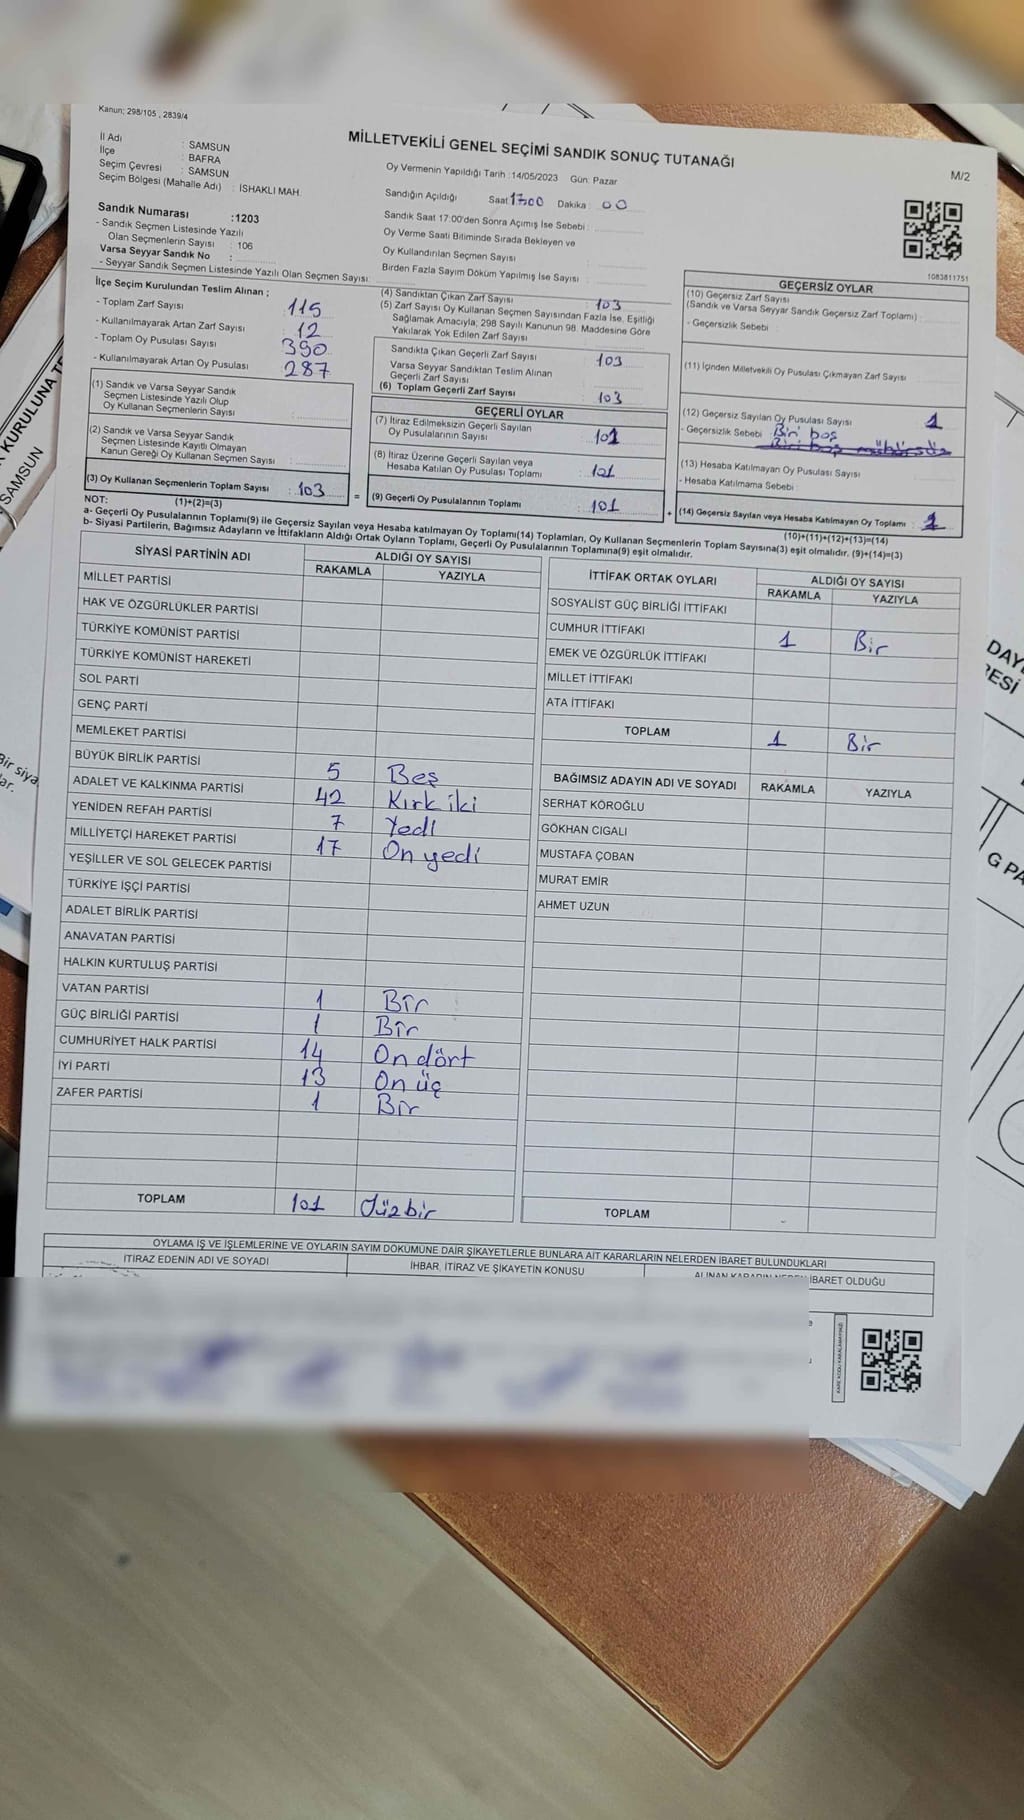 Kanun; 298/105 , 2839/4
MİLLETVEKİLİ GENEL SEÇİMİ SANDIK SONUÇ TUTANAĞI
M/2
İl Adı : SAMSUN
İlçe : BAFRA
Seçim Çevresi : SAMSUN
Seçim Bölgesi (Mahalle Adı) : İSHAKLI MAH.
Oy Vermenin Yapıldığı Tarih :14/05/2023 Gün: Pazar
Sandığın Açıldığı Saat 17:00 Dakika : 00
Sandık Saat 17:00'den Sonra Açımış İse Sebebi :
Oy Verme Saati Bitiminde Sırada Bekleyen ve
Oy Kullandırılan Seçmen Sayısı :
Birden Fazla Sayım Döküm Yapılmış İse Sayısı :
Sandık Numarası :1203
- Sandık Seçmen Listesinde Yazılı
Olan Seçmenlerin Sayısı : 106
Varsa Seyyar Sandık No :
- Seyyar Sandık Seçmen Listesinde Yazılı Olan Seçmen Sayısı:
1083811751
İlçe Seçim Kurulundan Teslim Alınan ;
- Toplam Zarf Sayısı : 115
- Kullanılmayarak Artan Zarf Sayısı : 12
- Toplam Oy Pusulası Sayısı : 390
- Kullanılmayarak Artan Oy Pusulası : 287
(1) Sandık ve Varsa Seyyar Sandık
Seçmen Listesinde Yazılı Olup
Oy Kullanan Seçmenlerin Sayısı :
(2) Sandık ve Varsa Seyyar Sandık
Seçmen Listesinde Kayıtlı Olmayan
Kanun Gereği Oy Kullanan Seçmen Sayısı :
(3) Oy Kullanan Seçmenlerin Toplam Sayısı : 103
(4) Sandıktan Çıkan Zarf Sayısı : 103
(5) Zarf Sayısı Oy Kullanan Seçmen Sayısından Fazla İse, Eşitliği
Sağlamak Amacıyla; 298 Sayılı Kanunun 98. Maddesine Göre
Yakılarak Yok Edilen Zarf Sayısı :
Sandıkta Çıkan Geçerli Zarf Sayısı : 103
Varsa Seyyar Sandıktan Teslim Alınan
Geçerli Zarf Sayısı :
(6) Toplam Geçerli Zarf Sayısı : 103
GEÇERLİ OYLAR
(7) İtiraz Edilmeksizin Geçerli Sayılan
Oy Pusulalarının Sayısı : 101
(8) İtiraz Üzerine Geçerli Sayılan veya
Hesaba Katılan Oy Pusulası Toplamı : 101
= (9) Geçerli Oy Pusulalarının Toplamı : 101
GEÇERSİZ OYLAR
(10) Geçersiz Zarf Sayısı
(Sandık ve Varsa Seyyar Sandık Geçersiz Zarf Toplamı) :
- Geçersizlik Sebebi :
(11) İçinden Milletvekili Oy Pusulası Çıkmayan Zarf Sayısı :
(12) Geçersiz Sayılan Oy Pusulası Sayısı : 1
- Geçersizlik Sebebi : Biri boş
Biri boş mühürsüz
(13) Hesaba Katılmayan Oy Pusulası Sayısı :
- Hesaba Katılmama Sebebi :
+ (14) Geçersiz Sayılan veya Hesaba Katılmayan Oy Toplamı :
NOT: (1)+(2)=(3)
(10)+(11)+(12)+(13)=(14)
a- Geçerli Oy Pusulalarının Toplamı(9) ile Geçersiz Sayılan veya Hesaba katılmayan Oy Toplamı(14) Toplamları, Oy Kullanan Seçmenlerin Toplam Sayısına(3) eşit olmalıdır. (9)+(14)=(3)
b- Siyasi Partilerin, Bağımsız Adayların ve İttifakların Aldığı Ortak Oyların Toplamı, Geçerli Oy Pusulalarının Toplamına(9) eşit olmalıdır.
SİYASİ PARTİNİN ADI ALDIĞI OY SAYISI
RAKAMLA YAZIYLA
MİLLET PARTİSİ
HAK VE ÖZGÜRLÜKLER PARTİSİ
TÜRKİYE KOMÜNİST PARTİSİ
TÜRKİYE KOMÜNİST HAREKETİ
SOL PARTİ
GENÇ PARTİ
MEMLEKET PARTİSİ
BÜYÜK BİRLİK PARTİSİ 5 Beş
ADALET VE KALKINMA PARTİSİ 42 Kırk iki
YENİDEN REFAH PARTİSİ 7 Yedi
MİLLİYETÇİ HAREKET PARTİSİ 17 On yedi
YEŞİLLER VE SOL GELECEK PARTİSİ
TÜRKİYE İŞÇİ PARTİSİ
ADALET BİRLİK PARTİSİ
ANAVATAN PARTİSİ
HALKIN KURTULUŞ PARTİSİ
VATAN PARTİSİ 1 Bir
GÜÇ BİRLİĞİ PARTİSİ 1 Bir
CUMHURİYET HALK PARTİSİ 14 On dört
İYİ PARTİ 13 On üç
ZAFER PARTİSİ 1 Bir
TOPLAM 101 Yüzbir
İTTİFAK ORTAK OYLARI ALDIĞI OY SAYISI
RAKAMLA YAZIYLA
SOSYALİST GÜÇ BİRLİĞİ İTTİFAKI
CUMHUR İTTİFAKI 1 Bir
EMEK VE ÖZGÜRLÜK İTTİFAKI
MİLLET İTTİFAKI
ATA İTTİFAKI
TOPLAM 1 Bir
BAĞIMSIZ ADAYIN ADI VE SOYADI RAKAMLA YAZIYLA
SERHAT KÖROĞLU
GÖKHAN CIGALI
MUSTAFA ÇOBAN
MURAT EMİR
AHMET UZUN
TOPLAM
OYLAMA İŞ VE İŞLEMLERİNE VE OYLARIN SAYIM DÖKÜMÜNE DAİR ŞİKAYETLERLE BUNLARA AİT KARARLARIN NELERDEN İBARET BULUNDUKLARI
İTİRAZ EDENİN ADI VE SOYADI İHBAR, İTİRAZ VE ŞİKAYETİN KONUSU ALINAN KARARIN NEDEN İBARET OLDUĞU
KURULUNA
SAMSUN
Bir siya
lar.
DAYI
RESİ
G PA